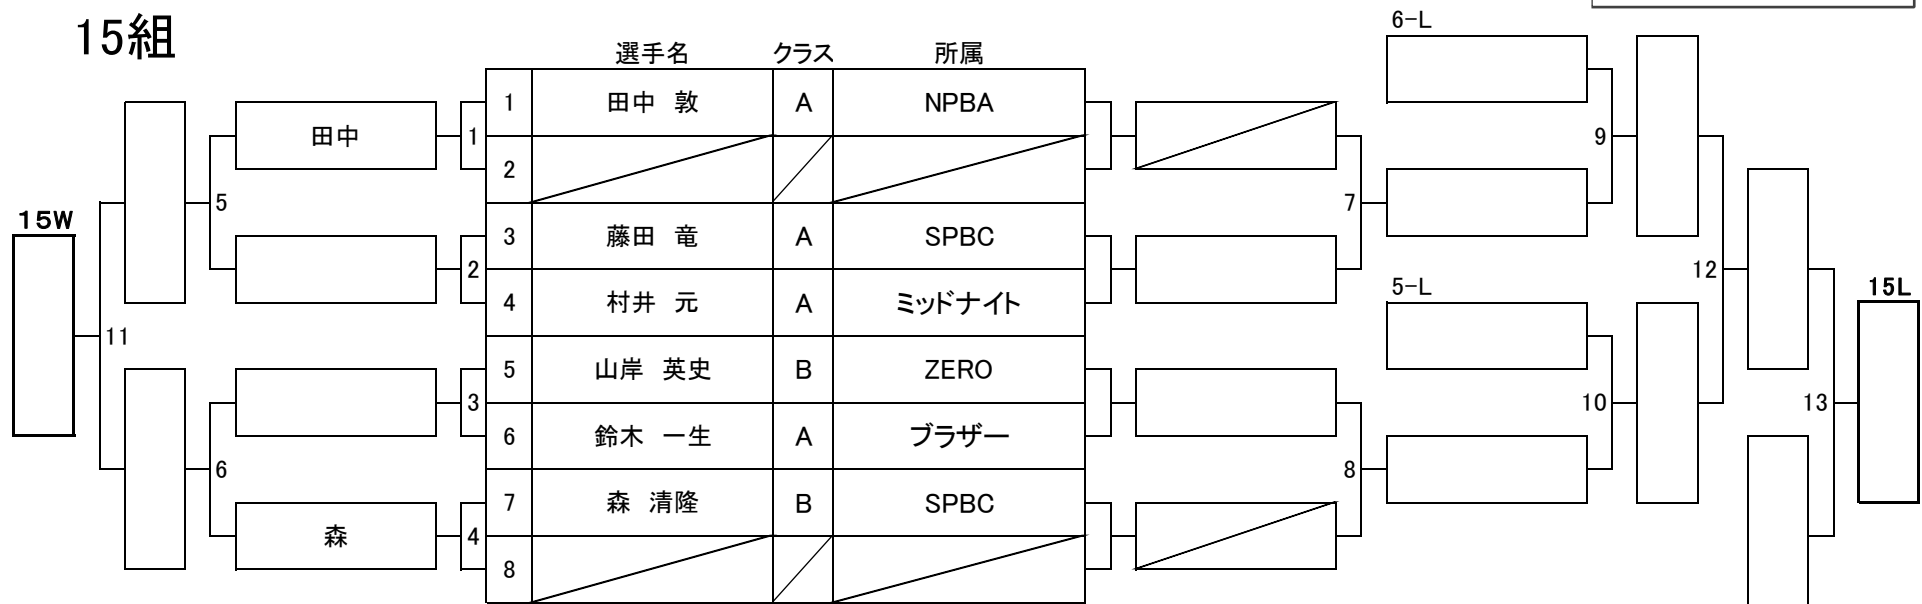 15組
6-L
選手名 クラス 所属
1 田中 敦 A NPBA
田中 1
9
2
5 7
15W
3 藤田 竜 A SPBC
2 12
5-L 15L
4 村井 元 A ミッドナイト
11
5 山岸 英史 B ZERO
3 10 13
6 鈴木 一生 A ブラザー
6 8
7 森 清隆 B SPBC
森 4
8